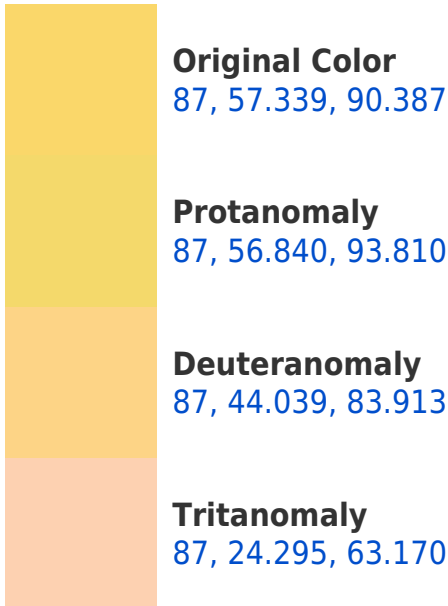 Original Color
87, 57.339, 90.387
Protanomaly
87, 56.840, 93.810
Deuteranomaly
87, 44.039, 83.913
Tritanomaly
87, 24.295, 63.170